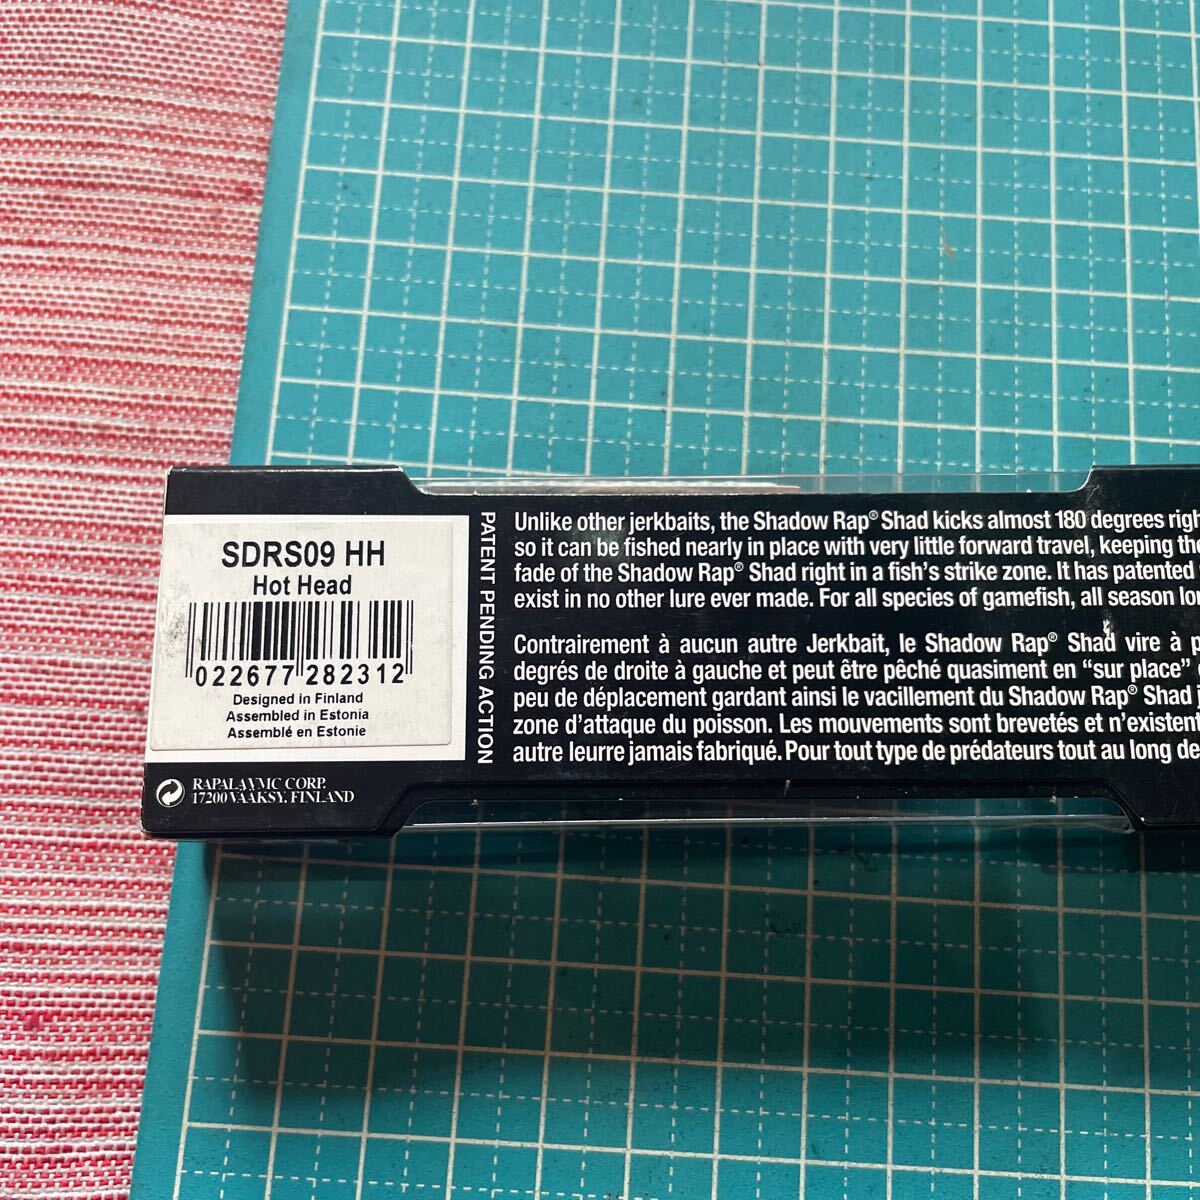 SDRS09 HH
Hot Head
022677 282312
Designed in Finland
Assembled in Estonia
Assemblé en Estonie
RAPALA VMC CORP.
17200 VÄÄKSY, FINLAND
PATENT PENDING ACTION
Unlike other jerkbaits, the Shadow Rap® Shad kicks almost 180 degrees
so it can be fished nearly in place with very little forward travel, keeping the
fade of the Shadow Rap® Shad right in a fish's strike zone. It has patented
exist in no other lure ever made. For all species of gamefish, all season
Contrairement à aucun autre Jerkbait, le Shadow Rap® Shad vire à
degrés de droite à gauche et peut être pêché quasiment en “sur place”
peu de déplacement gardant ainsi le vacillement du Shadow Rap® Shad
zone d'attaque du poisson. Les mouvements sont brevetés et n'existent
autre leurre jamais fabriqué. Pour tout type de prédateurs tout au long de